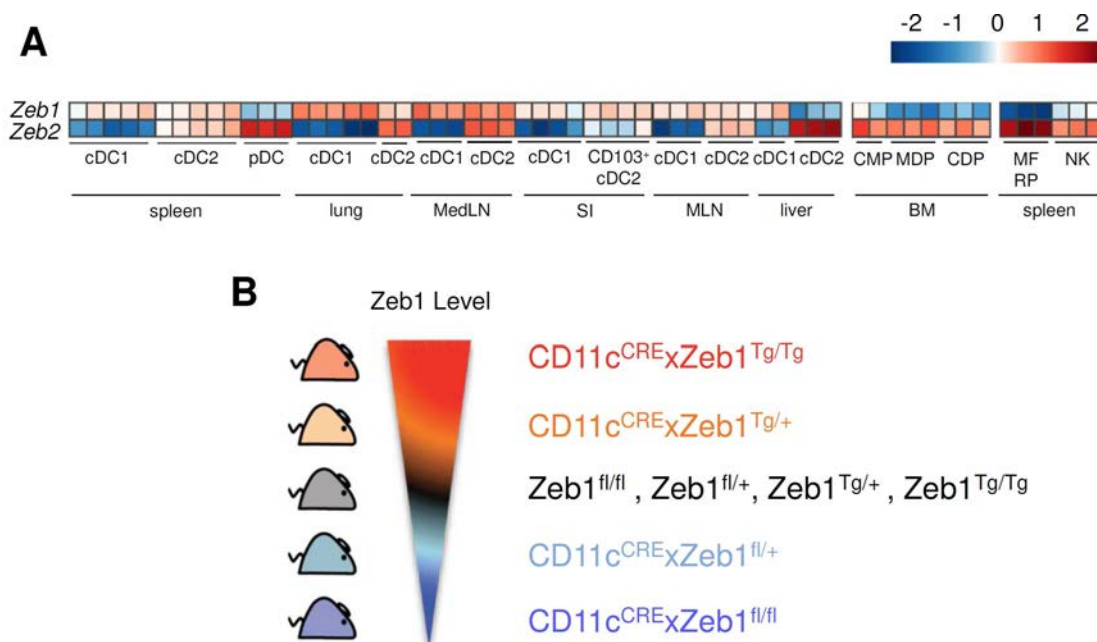 A
-2 -1 0 1 2
Zeb1
Zeb2
cDC1 cDC2 pDC cDC1 cDC2 cDC1 cDC2 cDC1 CD103⁺ cDC1 cDC2 cDC1 cDC2 CMP MDP CDP MF NK
cDC2 RP
spleen lung MedLN SI MLN liver BM spleen
B
Zeb1 Level
CD11cᶜᴿᴱxZeb1ᵀᵍ/ᵀᵍ
CD11cᶜᴿᴱxZeb1ᵀᵍ/⁺
Zeb1ᶠˡ/ᶠˡ , Zeb1ᶠˡ/⁺, Zeb1ᵀᵍ/⁺ , Zeb1ᵀᵍ/ᵀᵍ
CD11cᶜᴿᴱxZeb1ᶠˡ/⁺
CD11cᶜᴿᴱxZeb1ᶠˡ/ᶠˡ